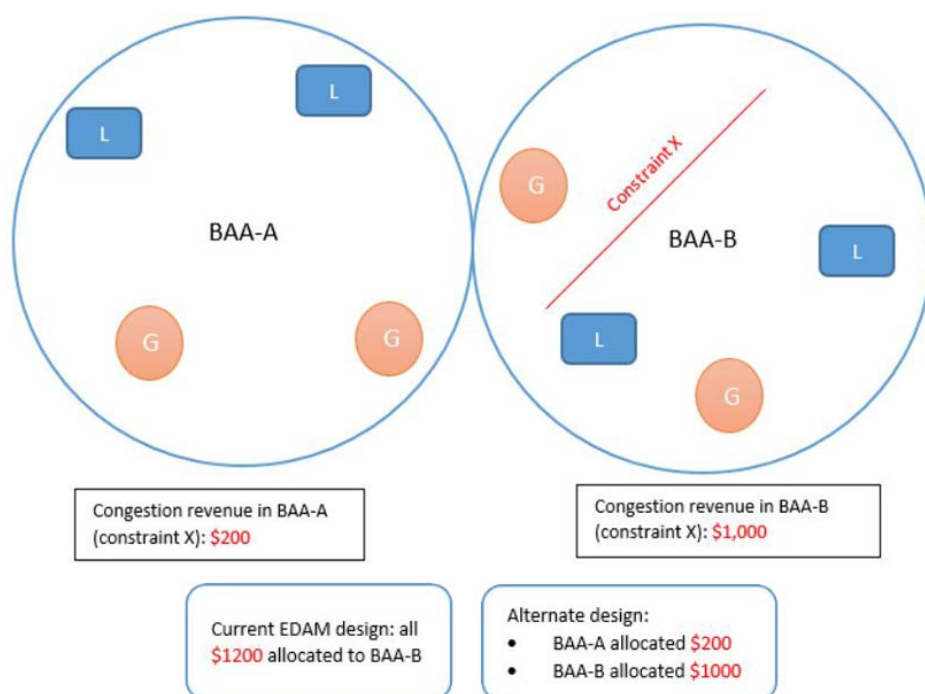 L
L
BAA-A
G
G
G
Constraint X
BAA-B
L
L
G
Congestion revenue in BAA-A
(constraint X): $200
Congestion revenue in BAA-B
(constraint X): $1,000
Current EDAM design: all
$1200 allocated to BAA-B
Alternate design:
• BAA-A allocated $200
• BAA-B allocated $1000